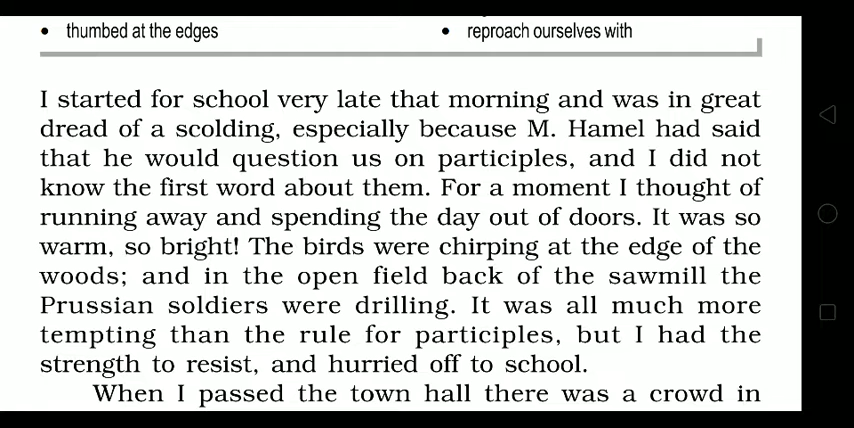 • thumbed at the edges • reproach ourselves with
I started for school very late that morning and was in great
dread of a scolding, especially because M. Hamel had said
that he would question us on participles, and I did not
know the first word about them. For a moment I thought of
running away and spending the day out of doors. It was so
warm, so bright! The birds were chirping at the edge of the
woods; and in the open field back of the sawmill the
Prussian soldiers were drilling. It was all much more
tempting than the rule for participles, but I had the
strength to resist, and hurried off to school.
When I passed the town hall there was a crowd in